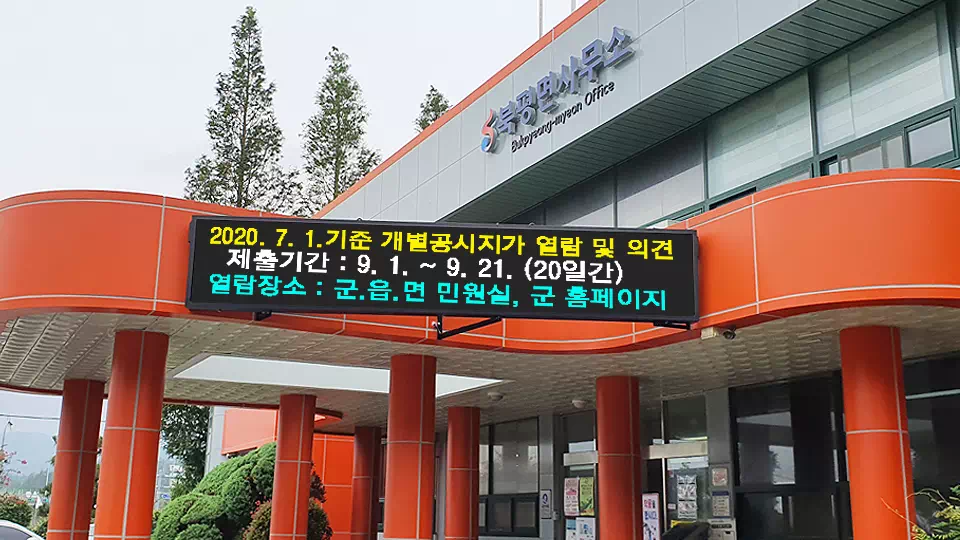 북평면사무소
Bukpyeong-myeon Office
2020. 7. 1.기준 개별공시지가 열람 및 의견
제출기간 : 9. 1. ~ 9. 21. (20일간)
열람장소 : 군.읍.면 민원실, 군 홈페이지